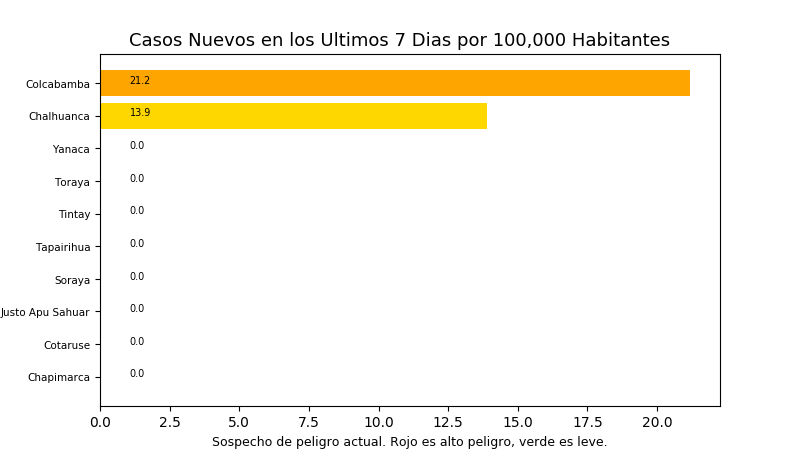 Casos Nuevos en los Ultimos 7 Dias por 100,000 Habitantes
Colcabamba 21.2
Chalhuanca 13.9
Yanaca 0.0
Toraya 0.0
Tintay 0.0
Tapairihua 0.0
Soraya 0.0
Justo Apu Sahuar 0.0
Cotaruse 0.0
Chapimarca 0.0
0.0 2.5 5.0 7.5 10.0 12.5 15.0 17.5 20.0
Sospecho de peligro actual. Rojo es alto peligro, verde es leve.